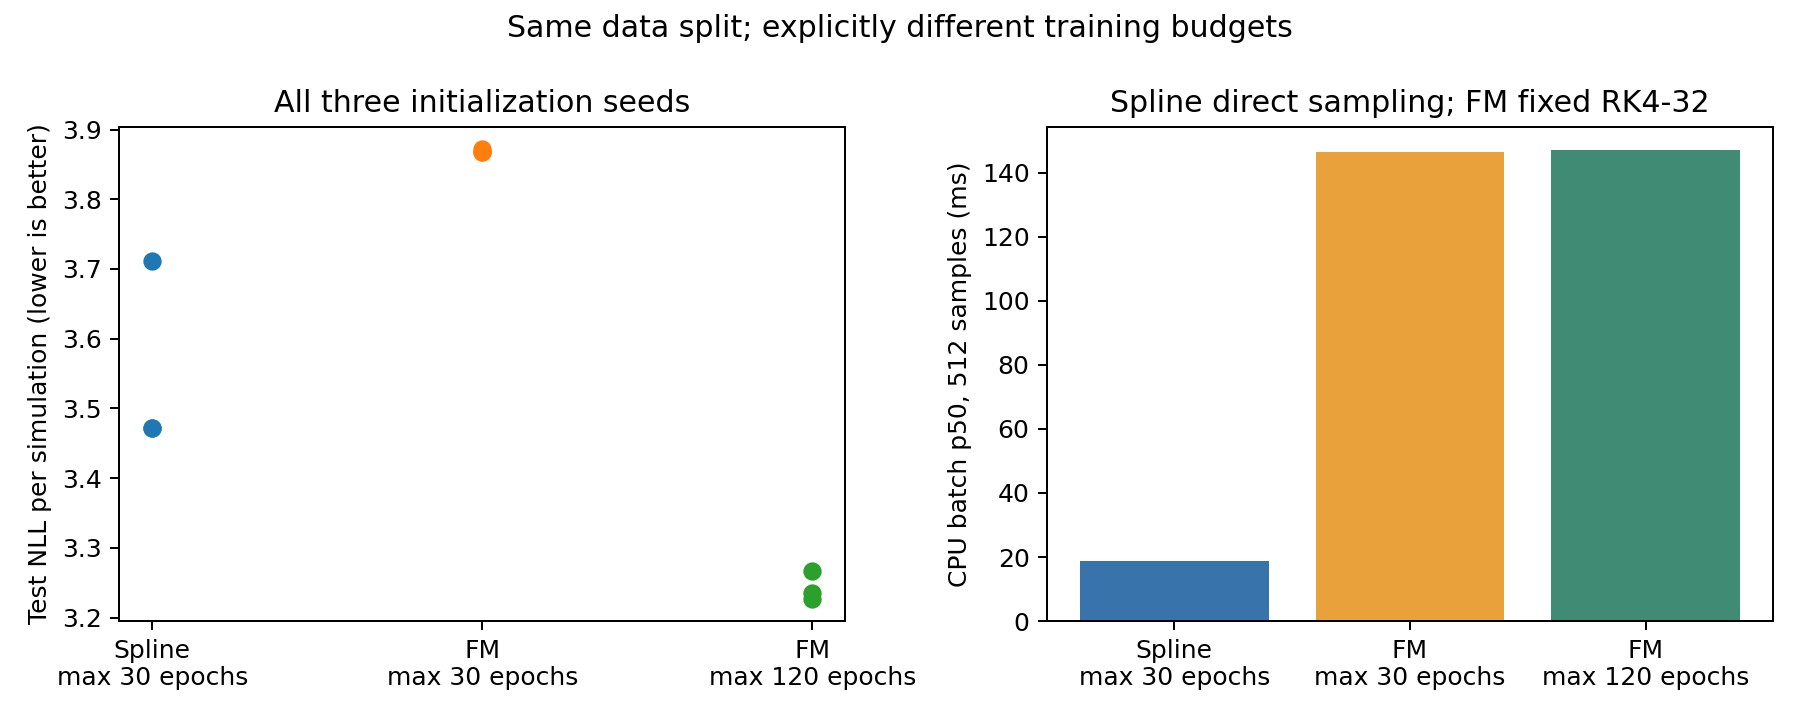 Same data split; explicitly different training budgets
All three initialization seeds
Test NLL per simulation (lower is better)
3.9
3.8
3.7
3.6
3.5
3.4
3.3
3.2
Spline
max 30 epochs
FM
max 30 epochs
FM
max 120 epochs
Spline direct sampling; FM fixed RK4-32
CPU batch p50, 512 samples (ms)
140
120
100
80
60
40
20
0
Spline
max 30 epochs
FM
max 30 epochs
FM
max 120 epochs